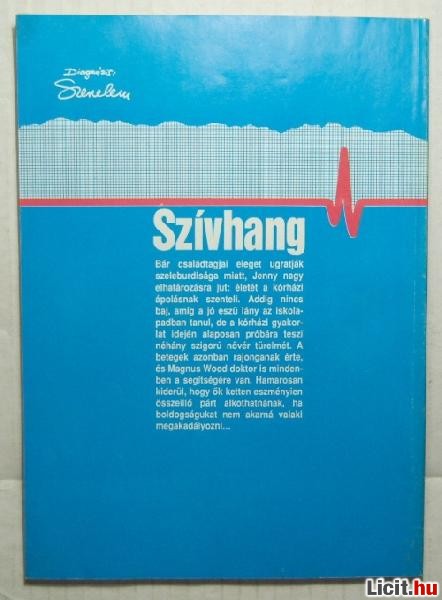 Diagnózis:
Szerelem
Szívhang
Bár családtagjai eleget ugratják
szeleburdisága miatt, Jenny nagy
elhatározásra jut: életét a kórházi
ápolásnak szenteli. Addig nincs
baj, amíg a jó eszű lány az iskola-
padban tanul, de a kórházi gyakor-
lat idején alaposan próbára teszi
néhány szigorú nővér türelmét. A
betegek azonban rajonganak érte,
és Magnus Wood doktor is minden-
ben a segítségére van. Hamarosan
kiderül, hogy ők ketten eszményien
összeillő párt alkothatnának, ha
boldogságukat nem akarná valaki
megakadályozni...
Licit.hu